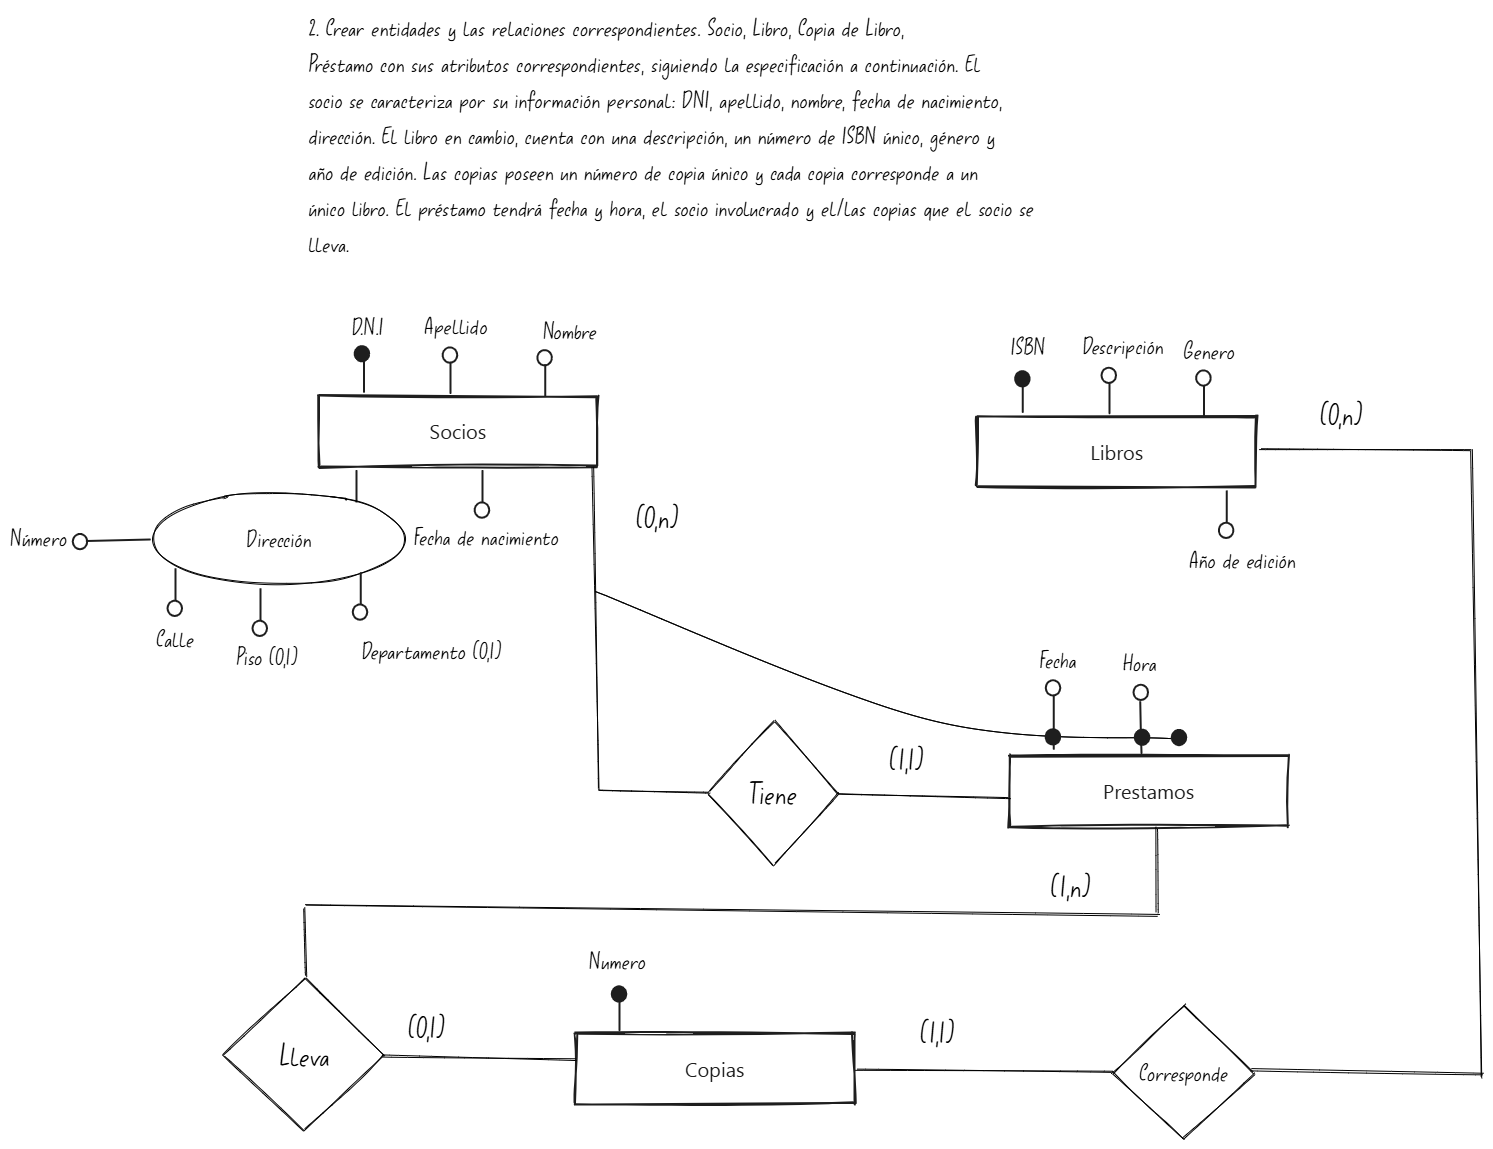 2. Crear entidades y las relaciones correspondientes. Socio, Libro, Copia de Libro,
Préstamo con sus atributos correspondientes, siguiendo la especificación a continuación. El
socio se caracteriza por su información personal: DNI, apellido, nombre, fecha de nacimiento,
dirección. El libro en cambio, cuenta con una descripción, un número de ISBN único, género y
año de edición. Las copias poseen un número de copia único y cada copia corresponde a un
único libro. El préstamo tendrá fecha y hora, el socio involucrado y el/las copias que el socio se
lleva.
D.N.I
Apellido
Nombre
ISBN
Descripción
Genero
(0,n)
Socios
Libros
(0,n)
Número
Dirección
Fecha de nacimiento
Año de edición
Calle
Piso (0,1)
Departamento (0,1)
Fecha
Hora
(1,1)
Tiene
Prestamos
(1,n)
Numero
(0,1)
(1,1)
Lleva
Copias
Corresponde